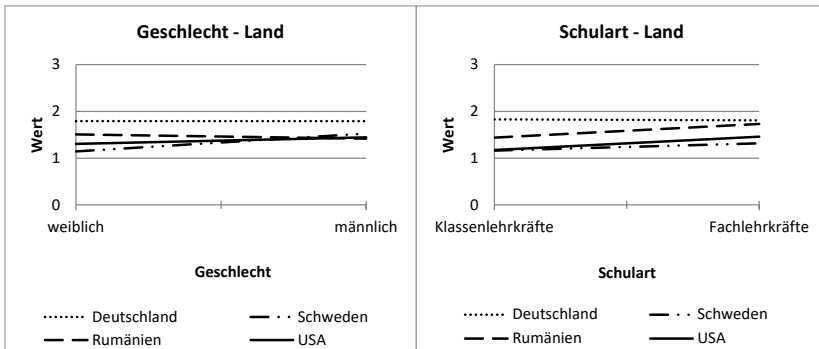 Geschlecht - Land
3
2
1
0
Wert
weiblich
männlich
Geschlecht
Deutschland
Schweden
Rumänien
USA
Schulart - Land
3
2
1
0
Wert
Klassenlehrkräfte
Fachlehrkräfte
Schulart
Deutschland
Schweden
Rumänien
USA